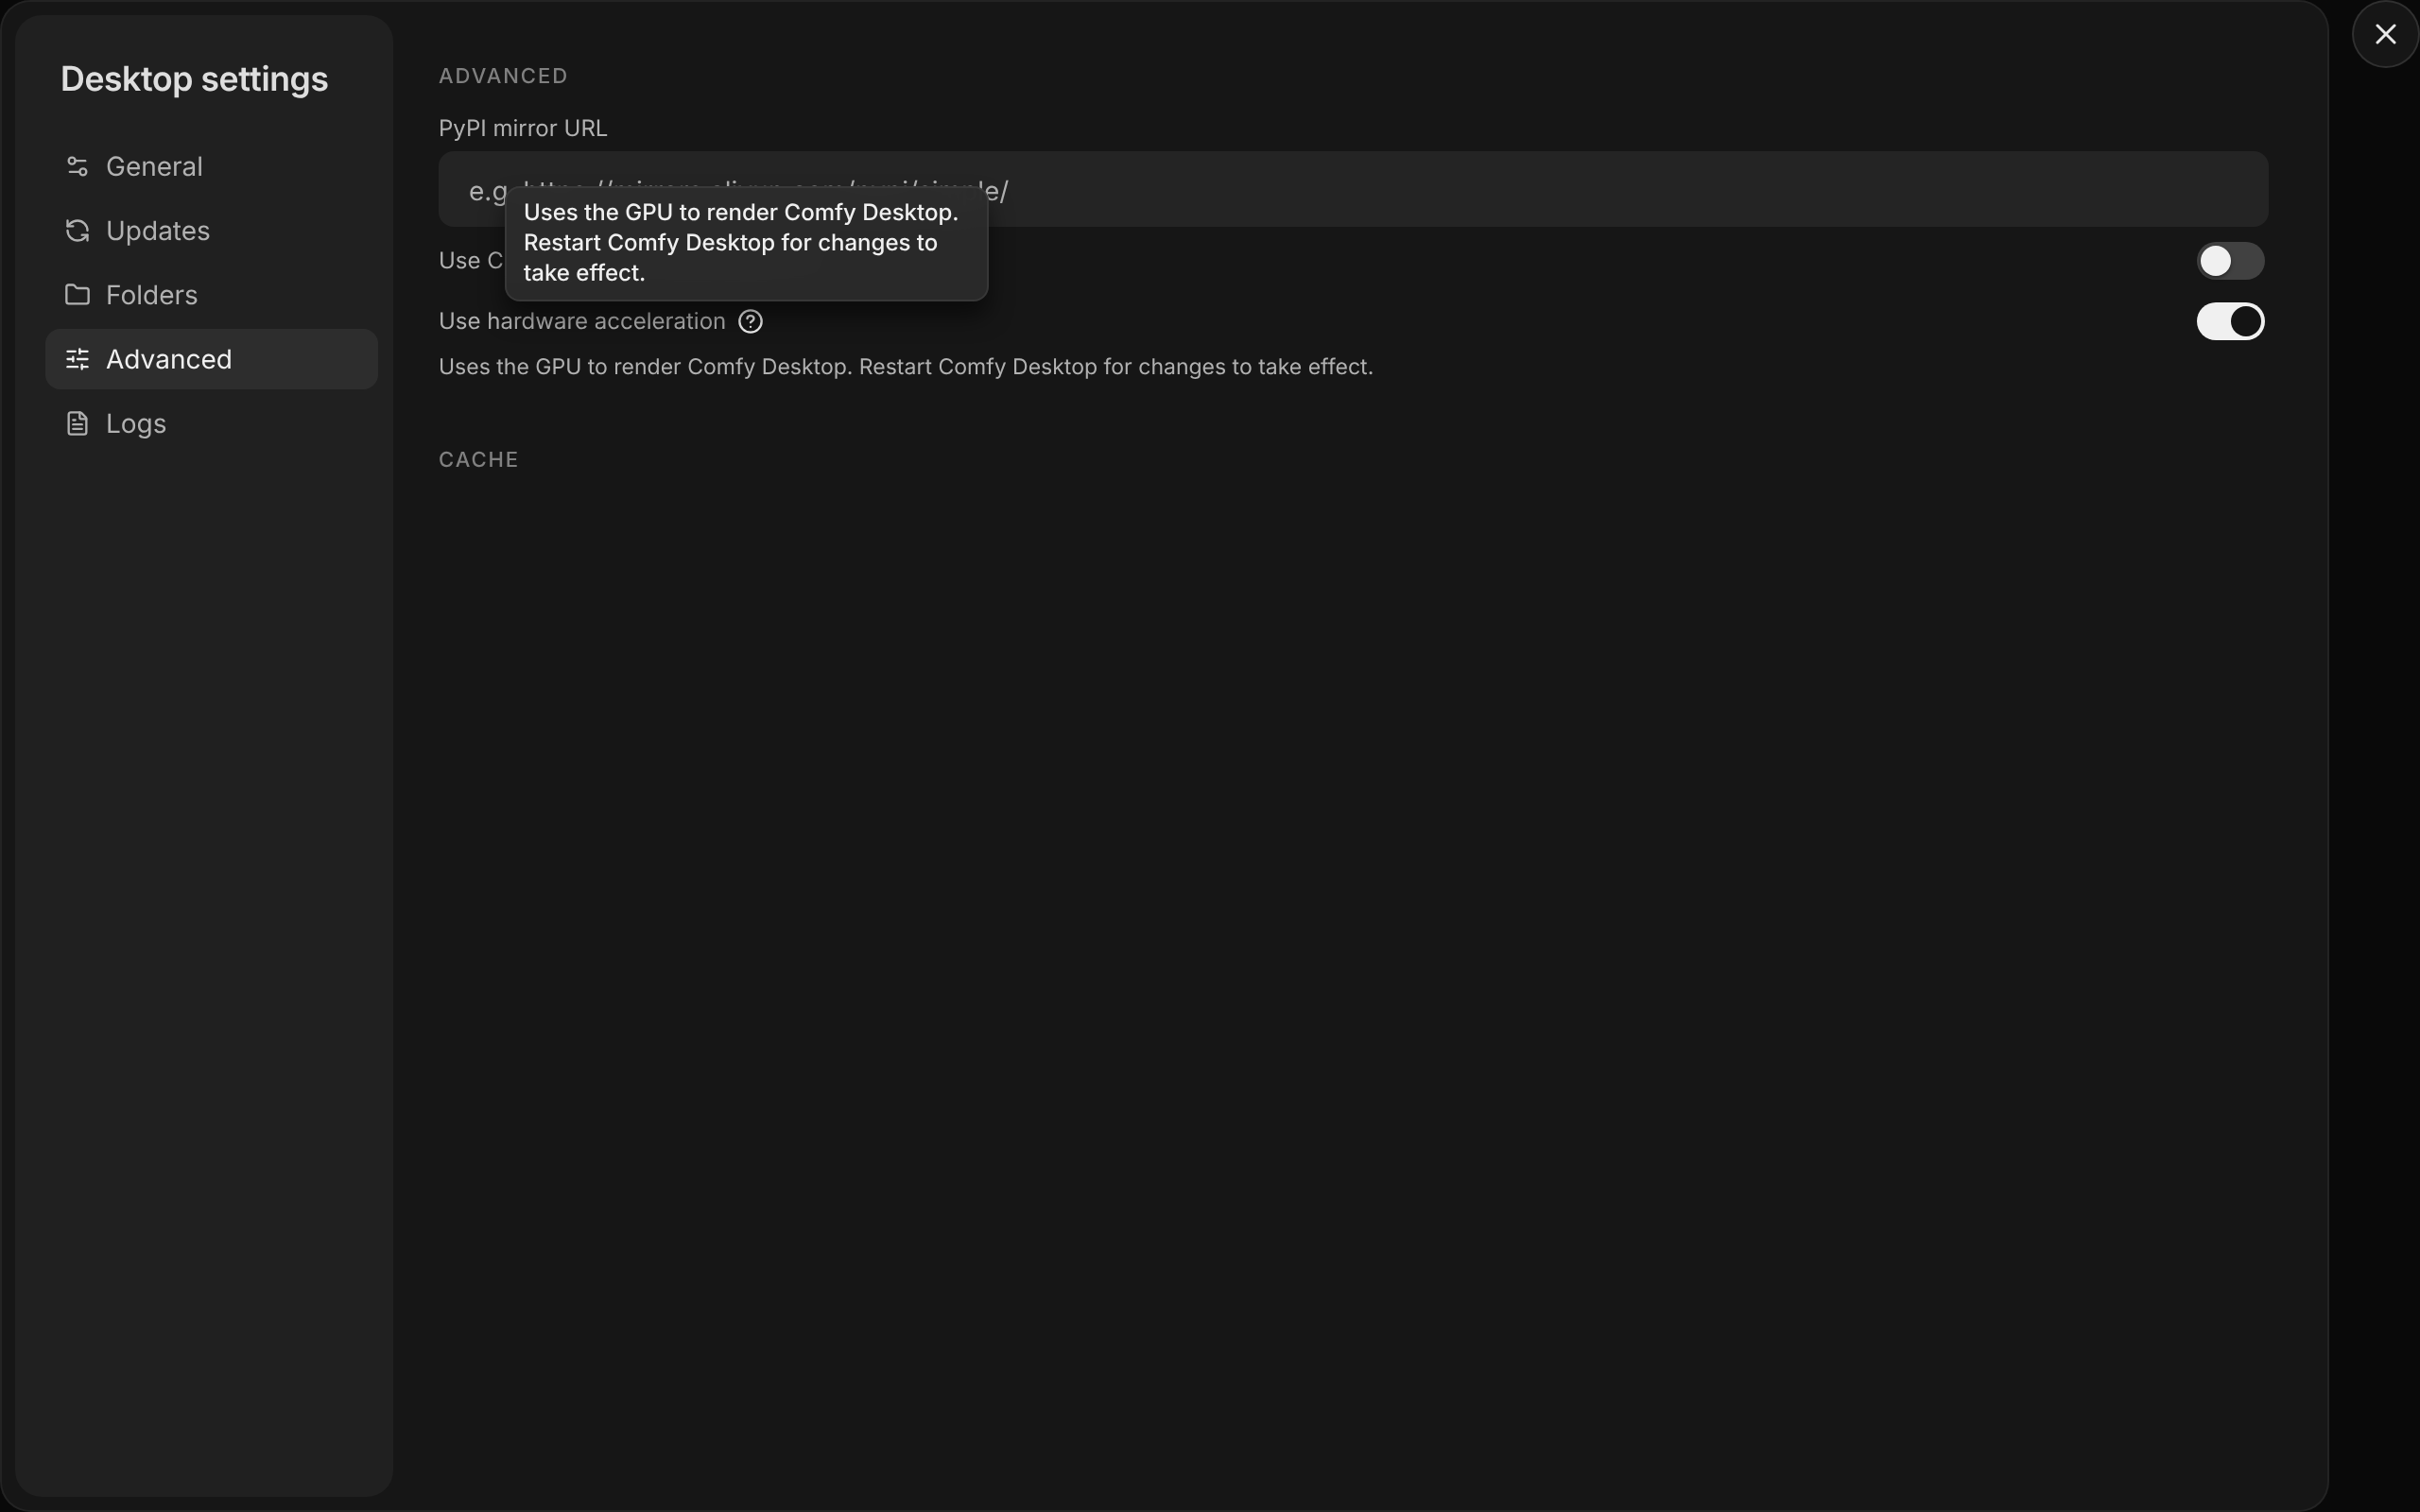 Desktop settings
General
Updates
Folders
Advanced
Logs
ADVANCED
PyPI mirror URL
e.g.
Uses the GPU to render Comfy Desktop.
Restart Comfy Desktop for changes to
take effect.
Use
Use hardware acceleration
Uses the GPU to render Comfy Desktop. Restart Comfy Desktop for changes to take effect.
CACHE